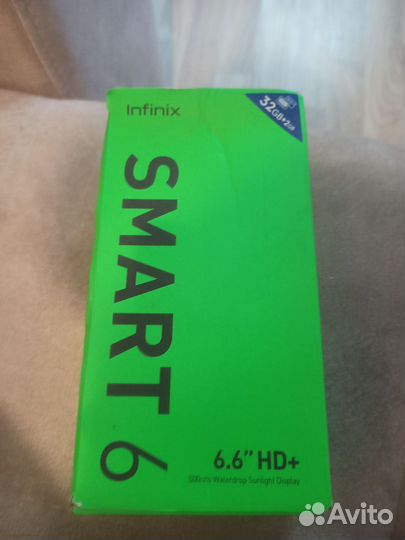 Infinix
32GB+2GB
SMART 6
6.6" HD+
500nits Waterdrop Sunlight Display
Avito